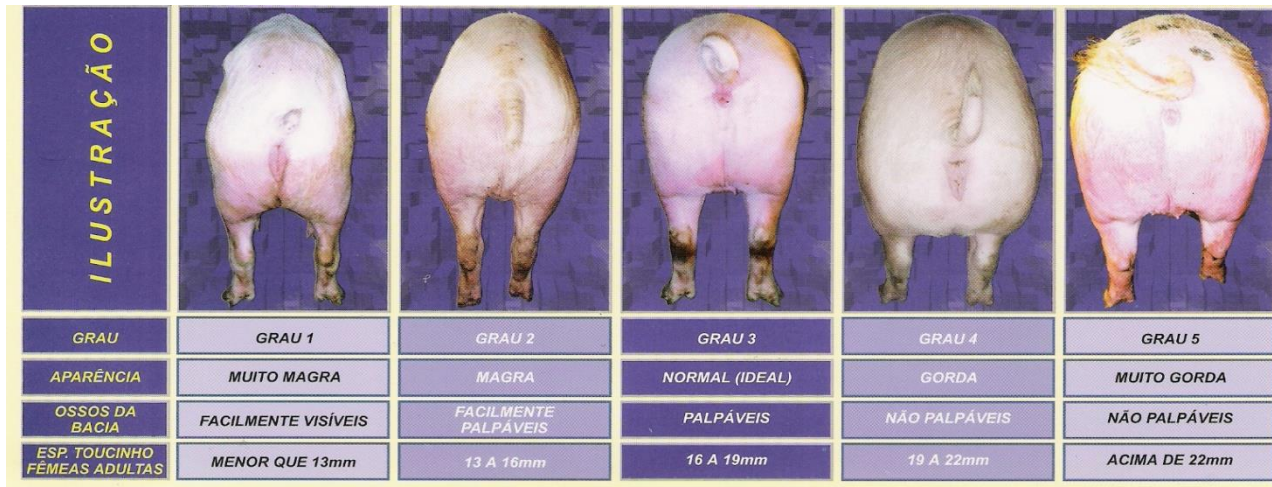 ILUSTRAÇÃO
GRAU
GRAU 1
GRAU 2
GRAU 3
GRAU 4
GRAU 5
APARÊNCIA
MUITO MAGRA
MAGRA
NORMAL (IDEAL)
GORDA
MUITO GORDA
OSSOS DA
BACIA
FACILMENTE VISÍVEIS
FACILMENTE
PALPÁVEIS
PALPÁVEIS
NÃO PALPÁVEIS
NÃO PALPÁVEIS
ESP. TOUCINHO
FÊMEAS ADULTAS
MENOR QUE 13mm
13 A 16mm
16 A 19mm
19 A 22mm
ACIMA DE 22mm